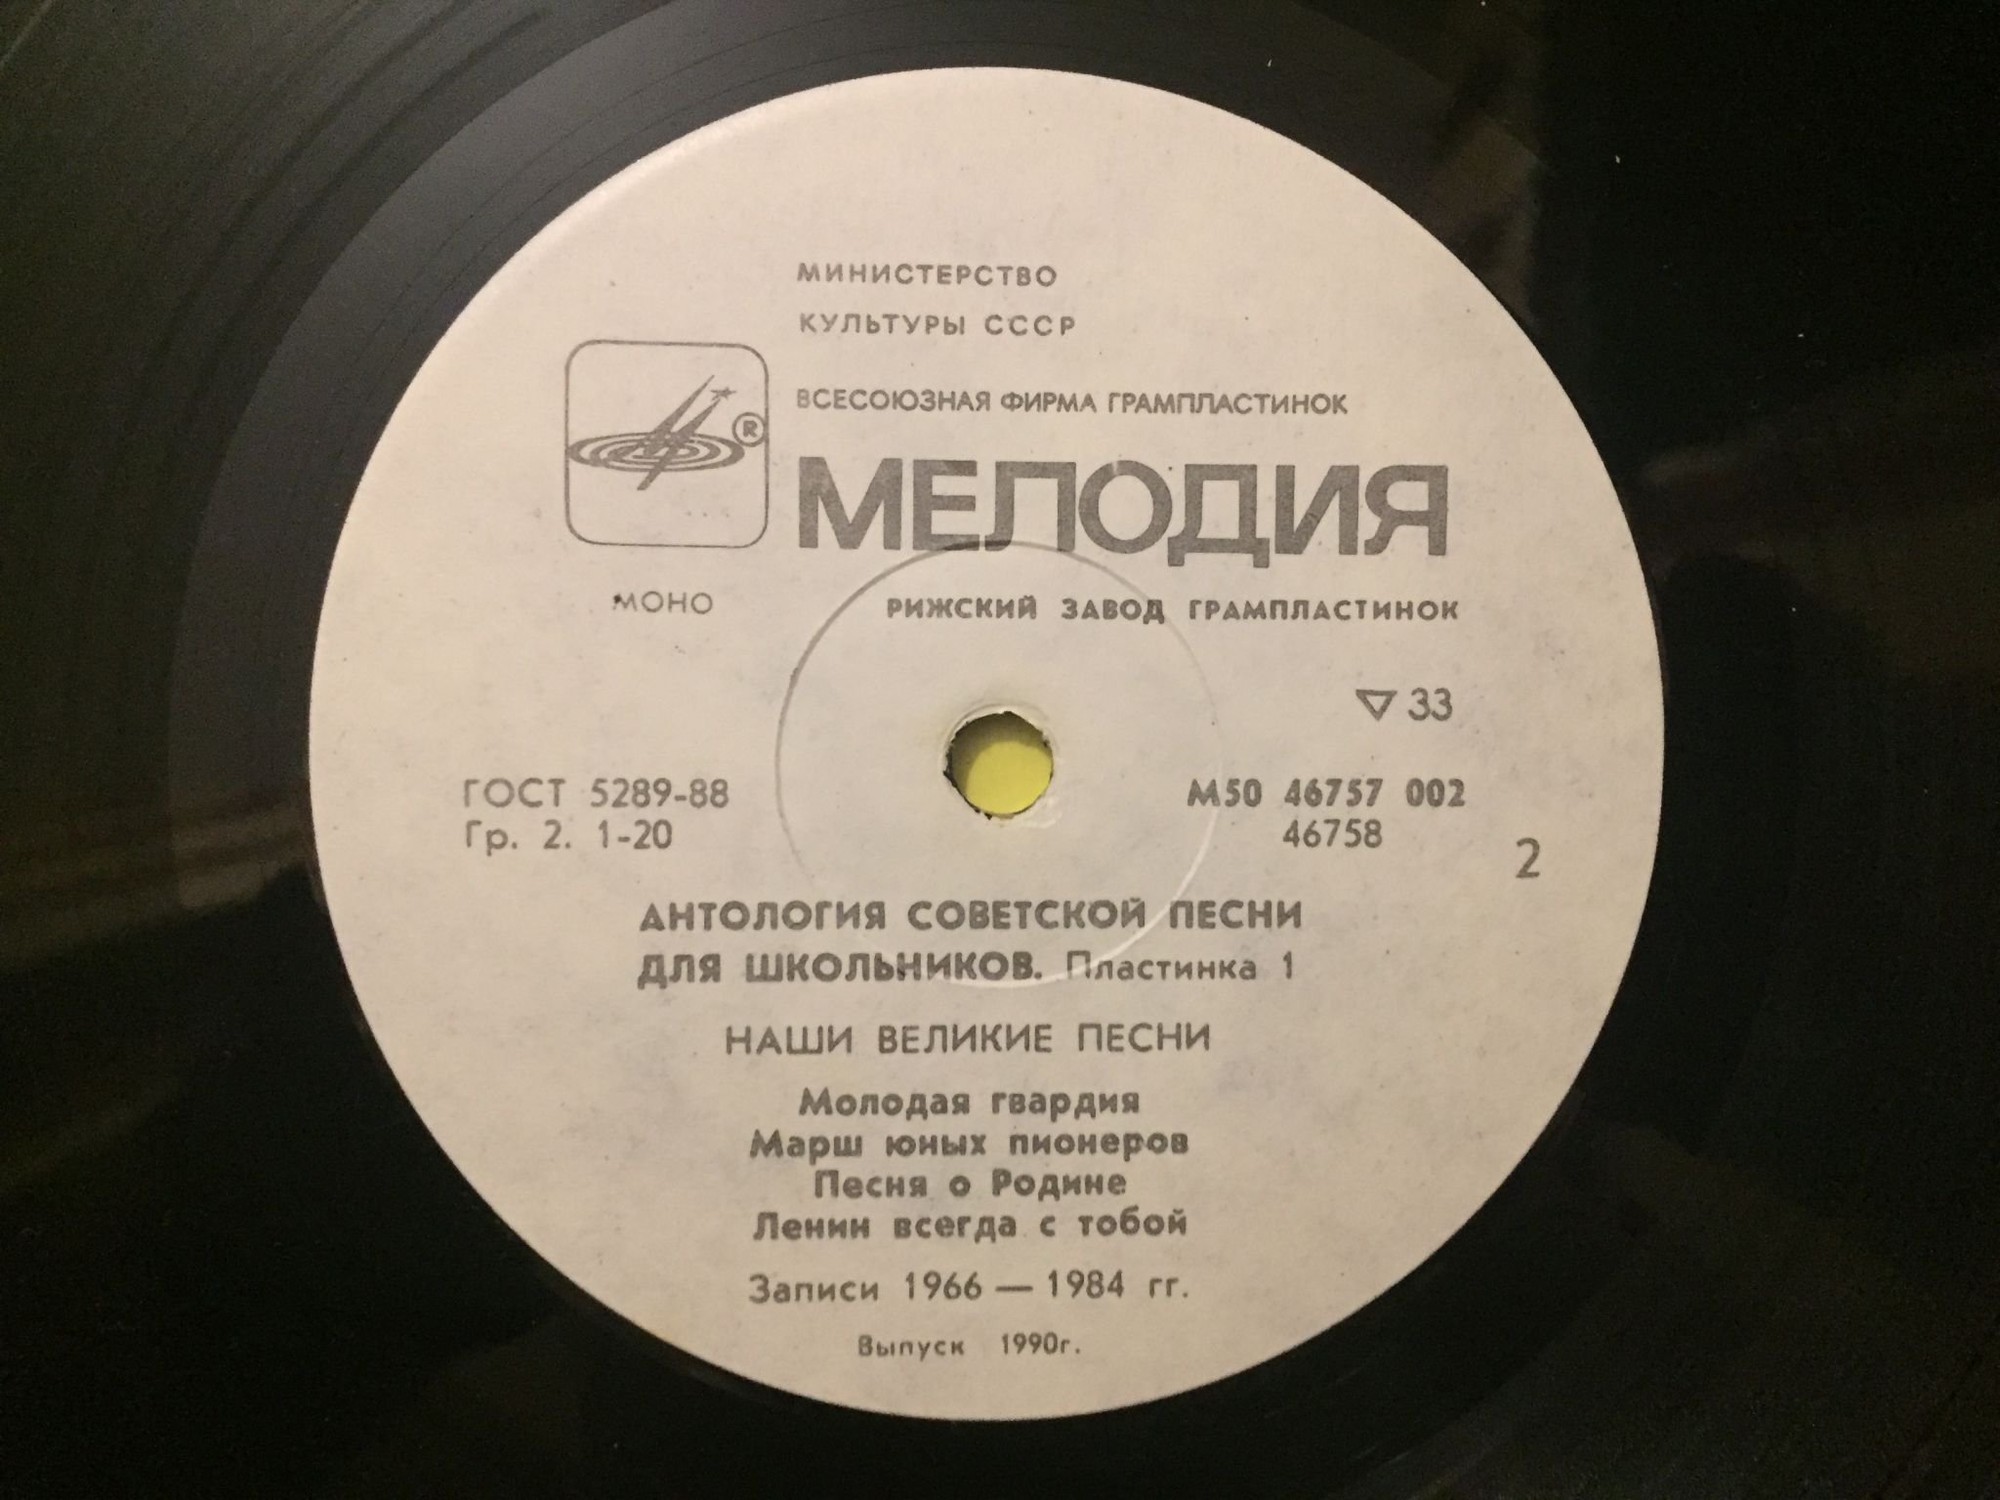 МИНИСТЕРСТВО
КУЛЬТУРЫ СССР
ВСЕСОЮЗНАЯ ФИРМА ГРАМПЛАСТИНОК
®
МЕЛОДИЯ
МОНО
РИЖСКИЙ ЗАВОД ГРАМПЛАСТИНОК
▽ 33
ГОСТ 5289-88
Гр. 2. 1-20
М50 46757 002
46758
2
АНТОЛОГИЯ СОВЕТСКОЙ ПЕСНИ
ДЛЯ ШКОЛЬНИКОВ. Пластинка 1
НАШИ ВЕЛИКИЕ ПЕСНИ
Молодая гвардия
Марш юных пионеров
Песня о Родине
Ленин всегда с тобой
Записи 1966 — 1984 гг.
Выпуск 1990г.